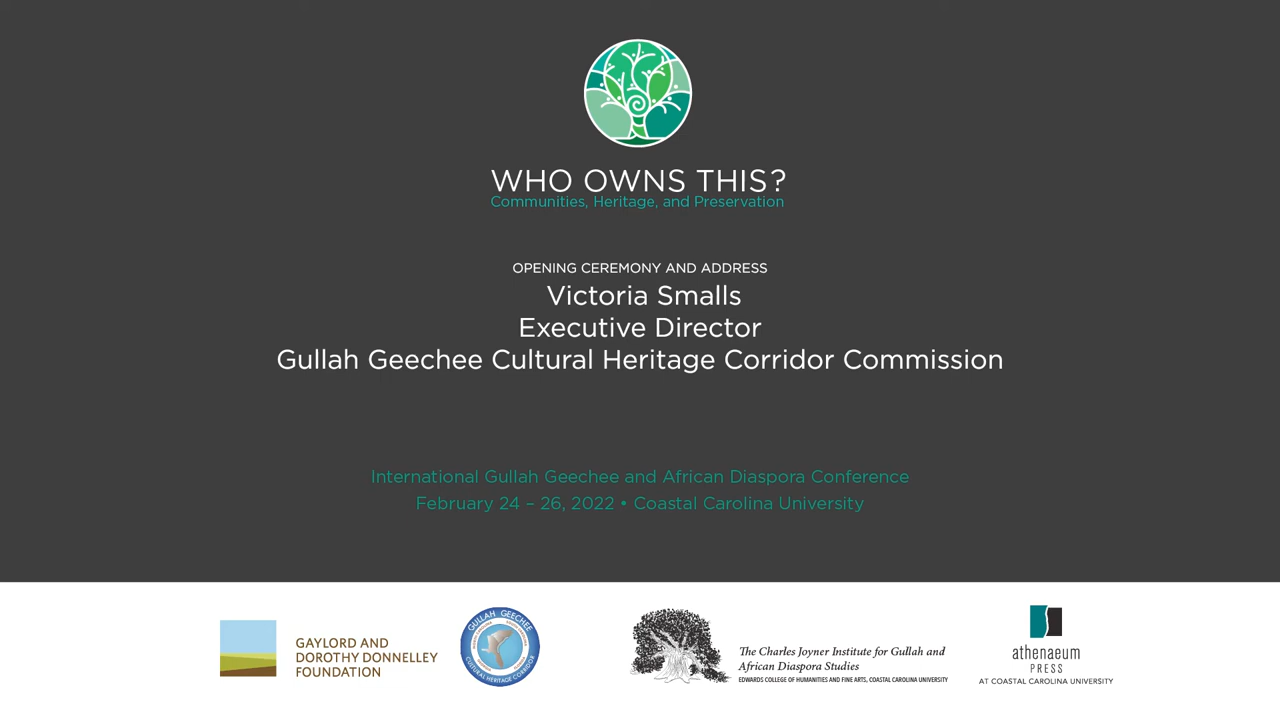 WHO OWNS THIS?
Communities, Heritage, and Preservation
OPENING CEREMONY AND ADDRESS
Victoria Smalls
Executive Director
Gullah Geechee Cultural Heritage Corridor Commission
International Gullah Geechee and African Diaspora Conference
February 24 – 26, 2022 • Coastal Carolina University
GAYLORD AND
DOROTHY DONNELLEY
FOUNDATION
GULLAH GEECHEE
CULTURAL HERITAGE CORRIDOR
The Charles Joyner Institute for Gullah and
African Diaspora Studies
EDWARDS COLLEGE OF HUMANITIES AND FINE ARTS, COASTAL CAROLINA UNIVERSITY
athenaeum
PRESS
AT COASTAL CAROLINA UNIVERSITY